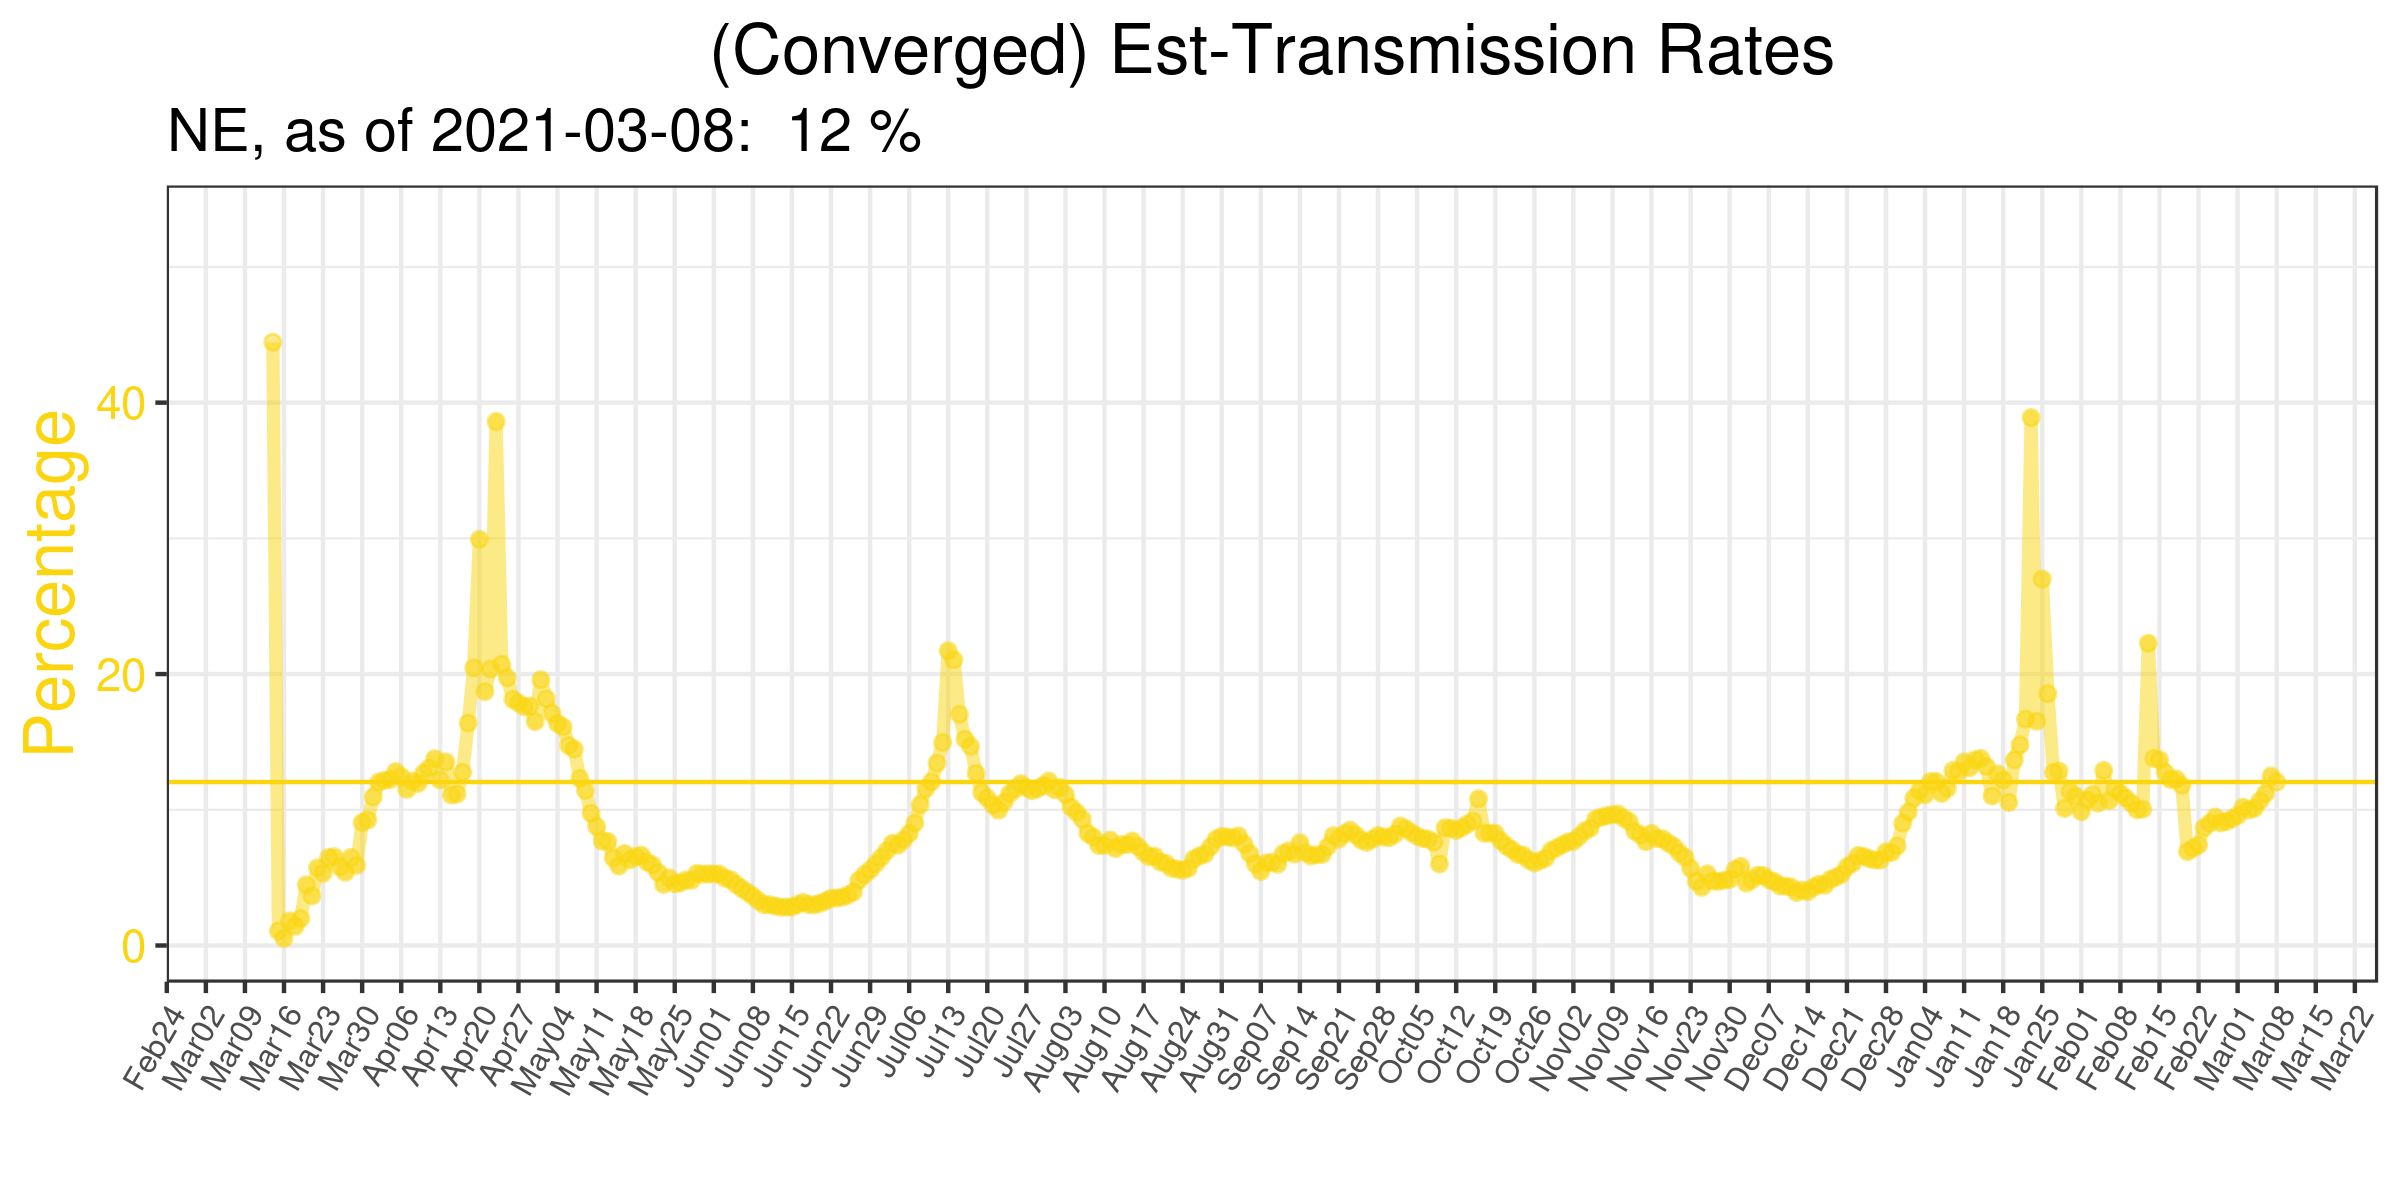 (Converged) Est-Transmission Rates
NE, as of 2021-03-08:  12 %
Percentage
40
20
0
Feb24
Mar02
Mar09
Mar16
Mar23
Mar30
Apr06
Apr13
Apr20
Apr27
May04
May11
May18
May25
Jun01
Jun08
Jun15
Jun22
Jun29
Jul06
Jul13
Jul20
Jul27
Aug03
Aug10
Aug17
Aug24
Aug31
Sep07
Sep14
Sep21
Sep28
Oct05
Oct12
Oct19
Oct26
Nov02
Nov09
Nov16
Nov23
Nov30
Dec07
Dec14
Dec21
Dec28
Jan04
Jan11
Jan18
Jan25
Feb01
Feb08
Feb15
Feb22
Mar01
Mar08
Mar15
Mar22